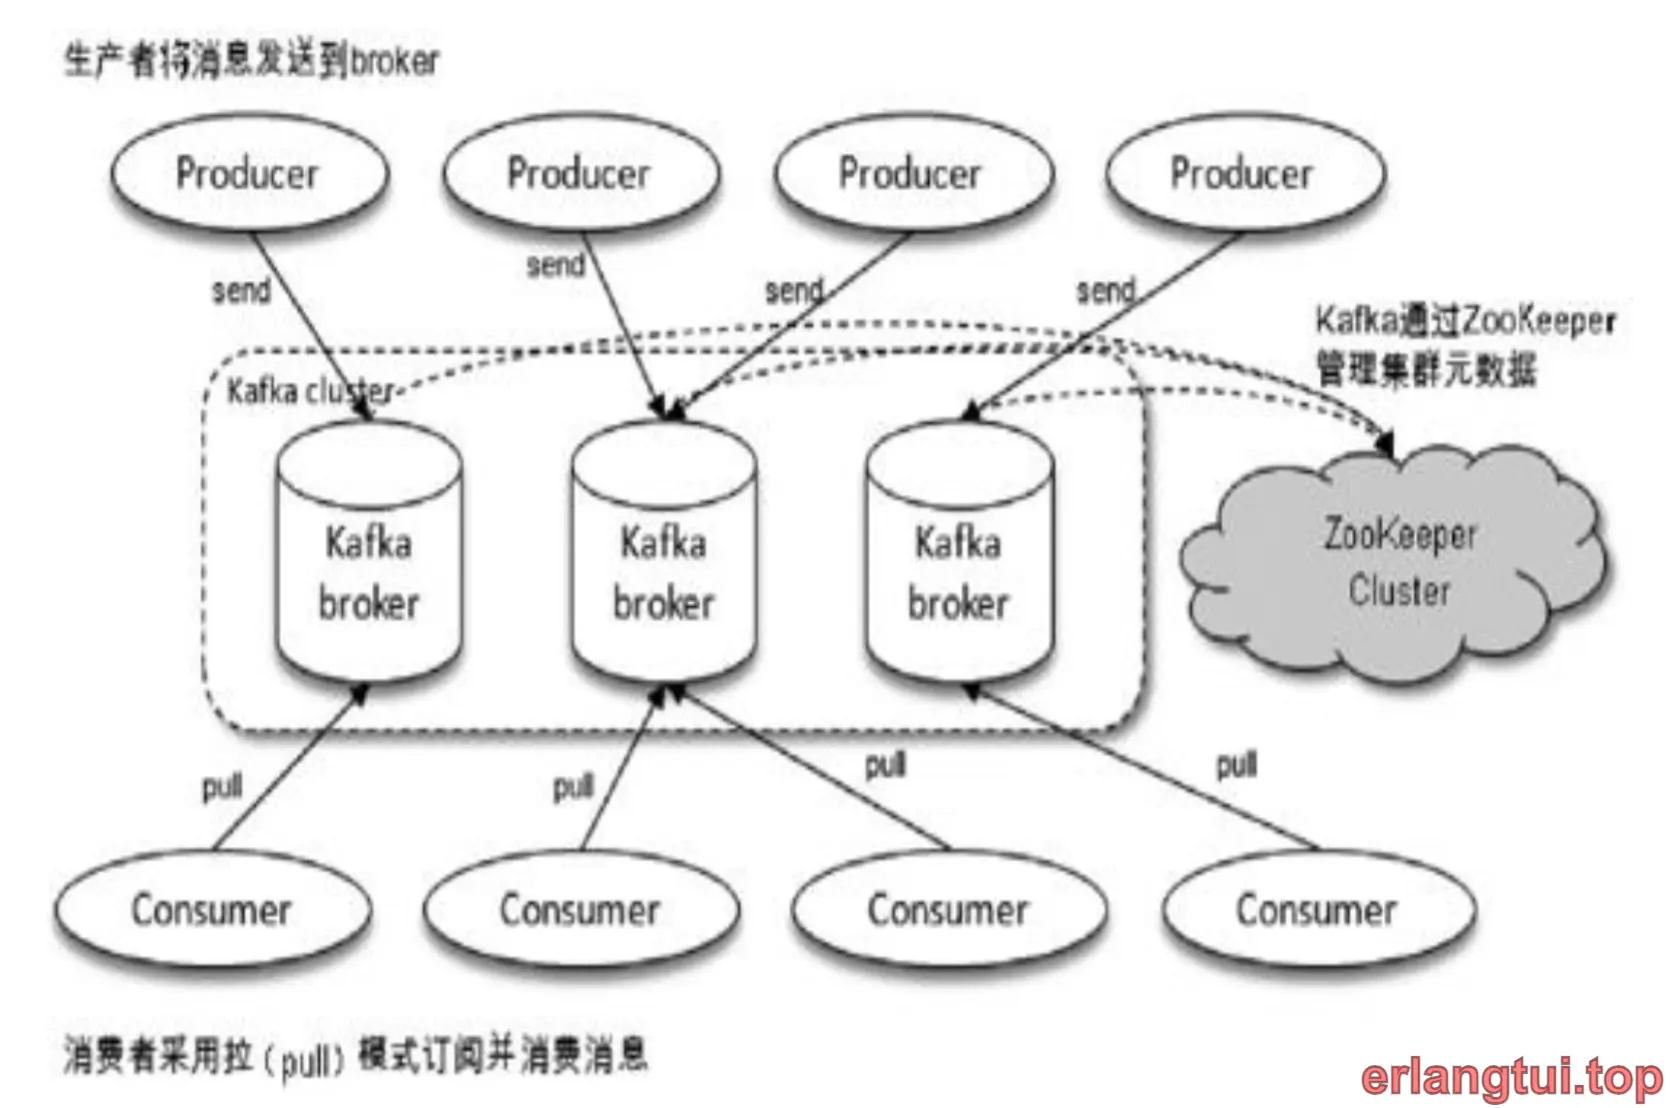 生产者将消息发送到broker
Producer
Producer
Producer
Producer
send
send
send
send
Kafka通过ZooKeeper
管理集群元数据
Kafka cluster
Kafka
broker
Kafka
broker
Kafka
broker
ZooKeeper
Cluster
pull
pull
pull
pull
Consumer
Consumer
Consumer
Consumer
消费者采用拉（pull）模式订阅并消费消息
erlangtui.top